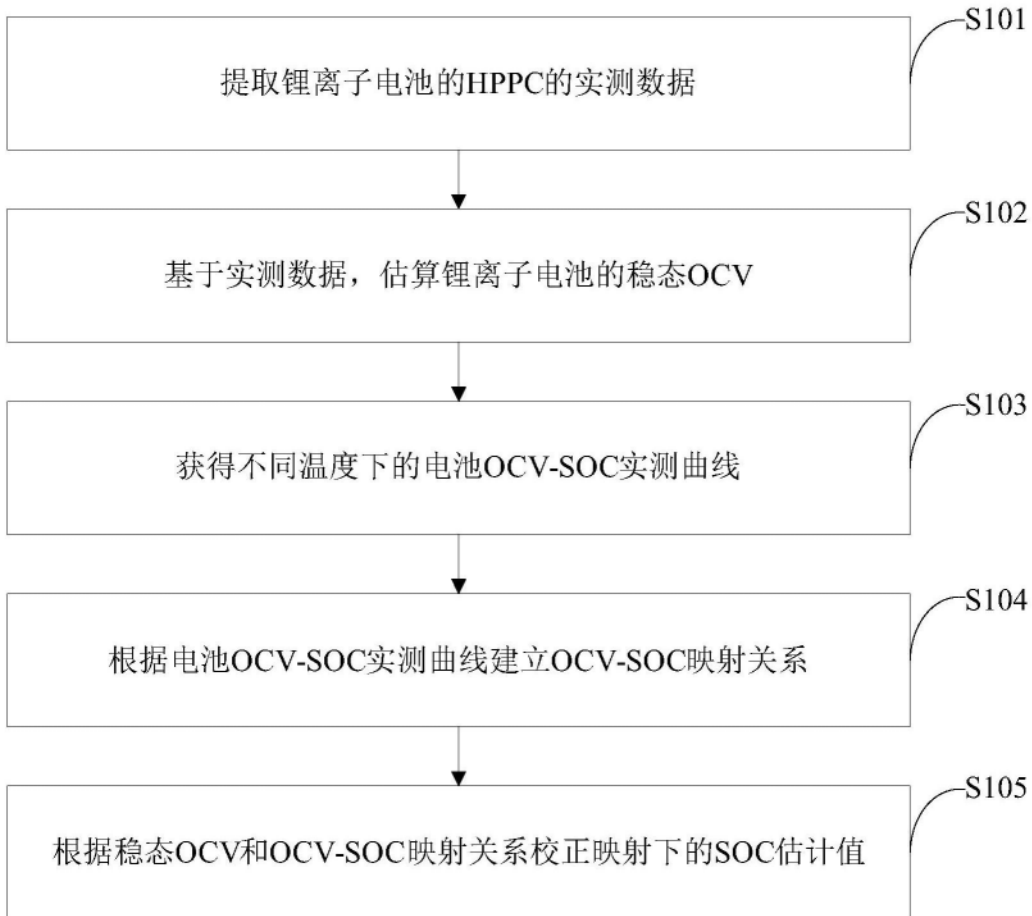 S101
提取锂离子电池的HPPC的实测数据
S102
基于实测数据，估算锂离子电池的稳态OCV
S103
获得不同温度下的电池OCV-SOC实测曲线
S104
根据电池OCV-SOC实测曲线建立OCV-SOC映射关系
S105
根据稳态OCV和OCV-SOC映射关系校正映射下的SOC估计值